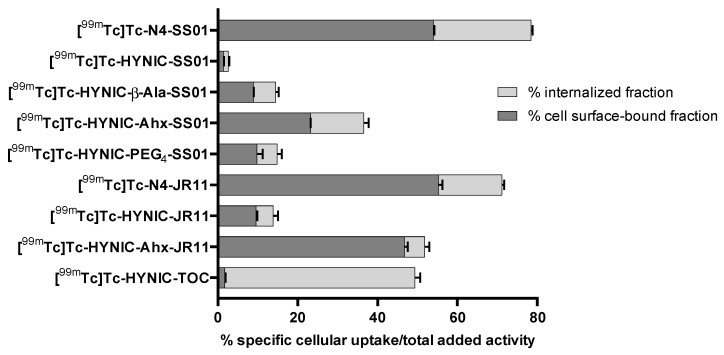 [⁹⁹ᵐTc]Tc-N4-SS01
[⁹⁹ᵐTc]Tc-HYNIC-SS01
[⁹⁹ᵐTc]Tc-HYNIC-β-Ala-SS01
[⁹⁹ᵐTc]Tc-HYNIC-Ahx-SS01
[⁹⁹ᵐTc]Tc-HYNIC-PEG₄-SS01
[⁹⁹ᵐTc]Tc-N4-JR11
[⁹⁹ᵐTc]Tc-HYNIC-JR11
[⁹⁹ᵐTc]Tc-HYNIC-Ahx-JR11
[⁹⁹ᵐTc]Tc-HYNIC-TOC
% internalized fraction
% cell surface-bound fraction
0 20 40 60 80
% specific cellular uptake/total added activity